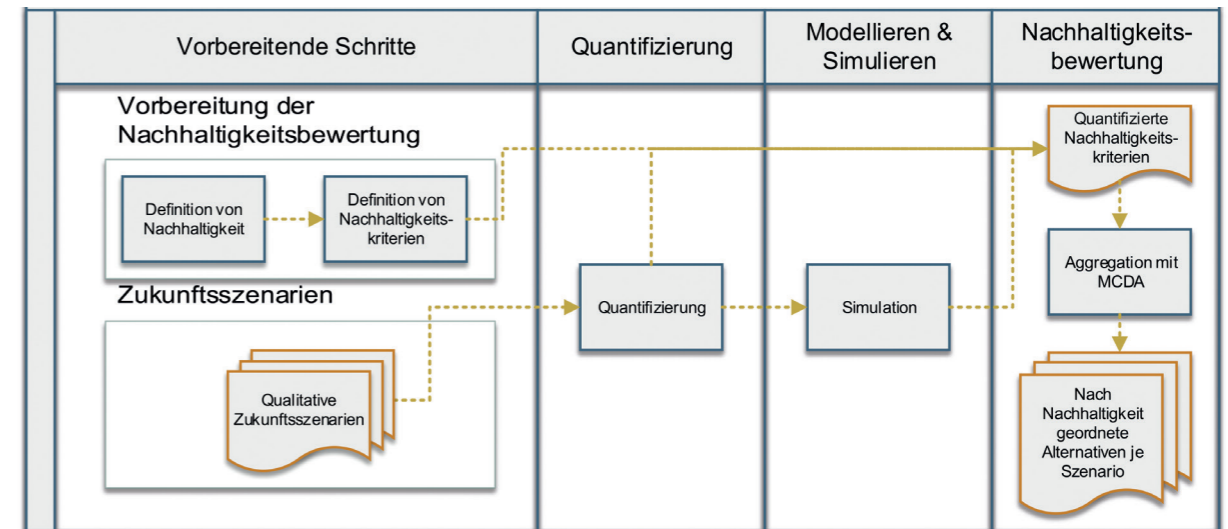 Vorbereitende Schritte
Quantifizierung
Modellieren &
Simulieren
Nachhaltigkeits-
bewertung
Vorbereitung der
Nachhaltigkeitsbewertung
Definition von
Nachhaltigkeit
Definition von
Nachhaltigkeits-
kriterien
Zukunftsszenarien
Qualitative
Zukunftsszenarien
Quantifizierung
Simulation
Quantifizierte
Nachhaltigkeits-
kriterien
Aggregation mit
MCDA
Nach
Nachhaltigkeit
geordnete
Alternativen je
Szenario